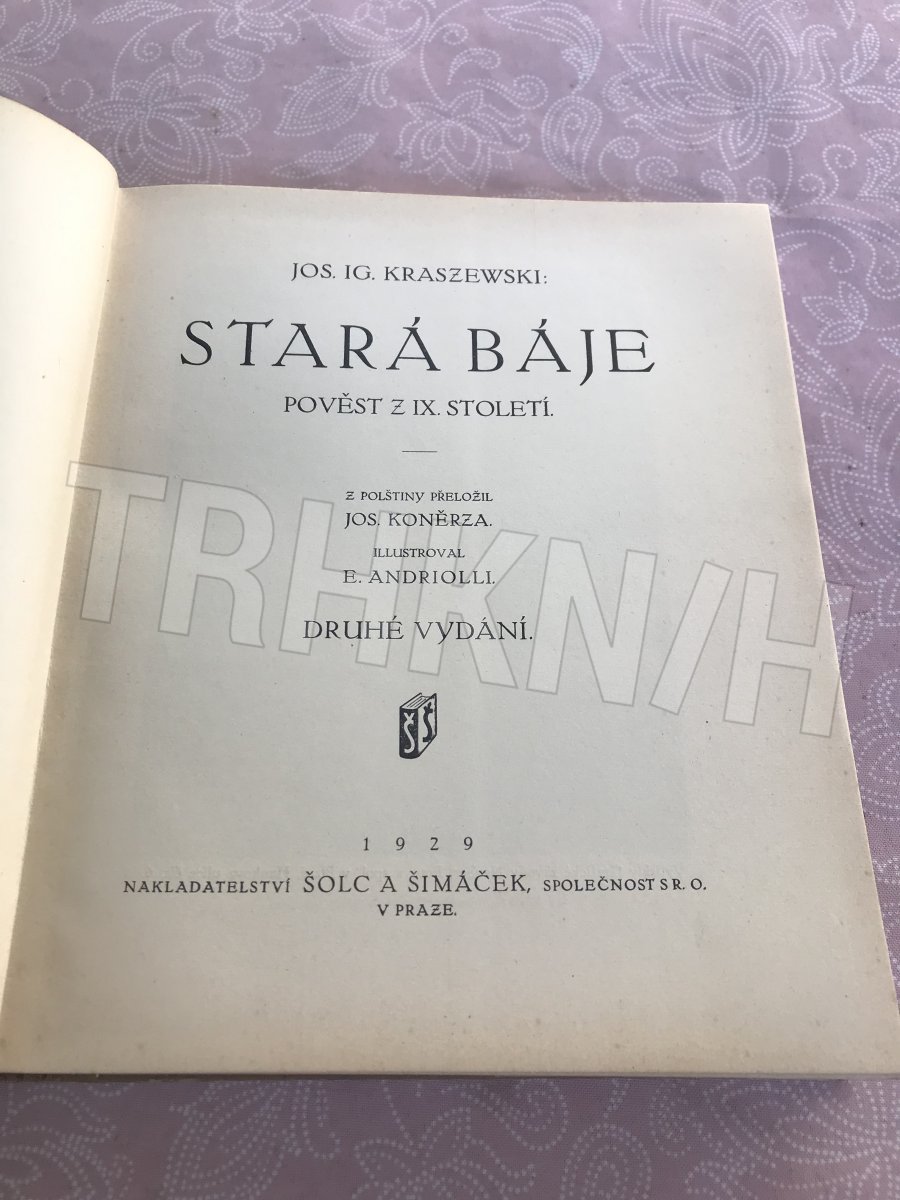 JOS. IG. KRASZEWSKI:
STARÁ BÁJE
POVĚST Z IX. STOLETÍ.
Z POLŠTINY PŘELOŽIL
JOS. KONĚRZA.
ILLUSTROVAL
E. ANDRIOLLI.
DRUHÉ VYDÁNÍ.
Š Š
1929
NAKLADATELSTVÍ ŠOLC A ŠIMÁČEK, SPOLEČNOST S R. O.
V PRAZE.
TRHKN/H